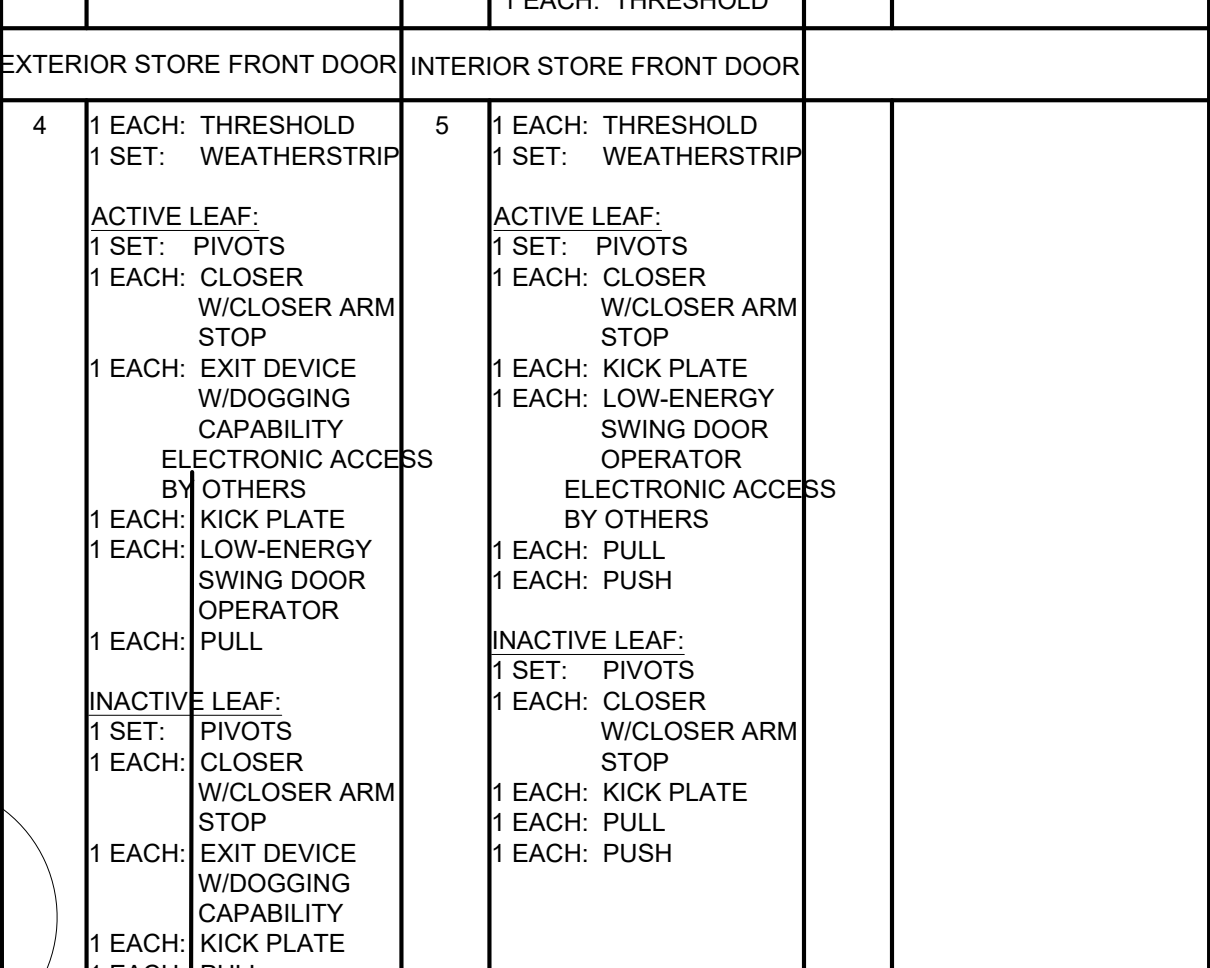 1 EACH: THRESHOLD
EXTERIOR STORE FRONT DOOR
INTERIOR STORE FRONT DOOR
4
1 EACH: THRESHOLD
1 SET: WEATHERSTRIP
ACTIVE LEAF:
1 SET: PIVOTS
1 EACH: CLOSER
W/CLOSER ARM
STOP
1 EACH: EXIT DEVICE
W/DOGGING
CAPABILITY
ELECTRONIC ACCESS
BY OTHERS
1 EACH: KICK PLATE
1 EACH: LOW-ENERGY
SWING DOOR
OPERATOR
1 EACH: PULL
INACTIVE LEAF:
1 SET: PIVOTS
1 EACH: CLOSER
W/CLOSER ARM
STOP
1 EACH: EXIT DEVICE
W/DOGGING
CAPABILITY
1 EACH: KICK PLATE
1 EACH: PULL
5
1 EACH: THRESHOLD
1 SET: WEATHERSTRIP
ACTIVE LEAF:
1 SET: PIVOTS
1 EACH: CLOSER
W/CLOSER ARM
STOP
1 EACH: KICK PLATE
1 EACH: LOW-ENERGY
SWING DOOR
OPERATOR
ELECTRONIC ACCESS
BY OTHERS
1 EACH: PULL
1 EACH: PUSH
INACTIVE LEAF:
1 SET: PIVOTS
1 EACH: CLOSER
W/CLOSER ARM
STOP
1 EACH: KICK PLATE
1 EACH: PULL
1 EACH: PUSH